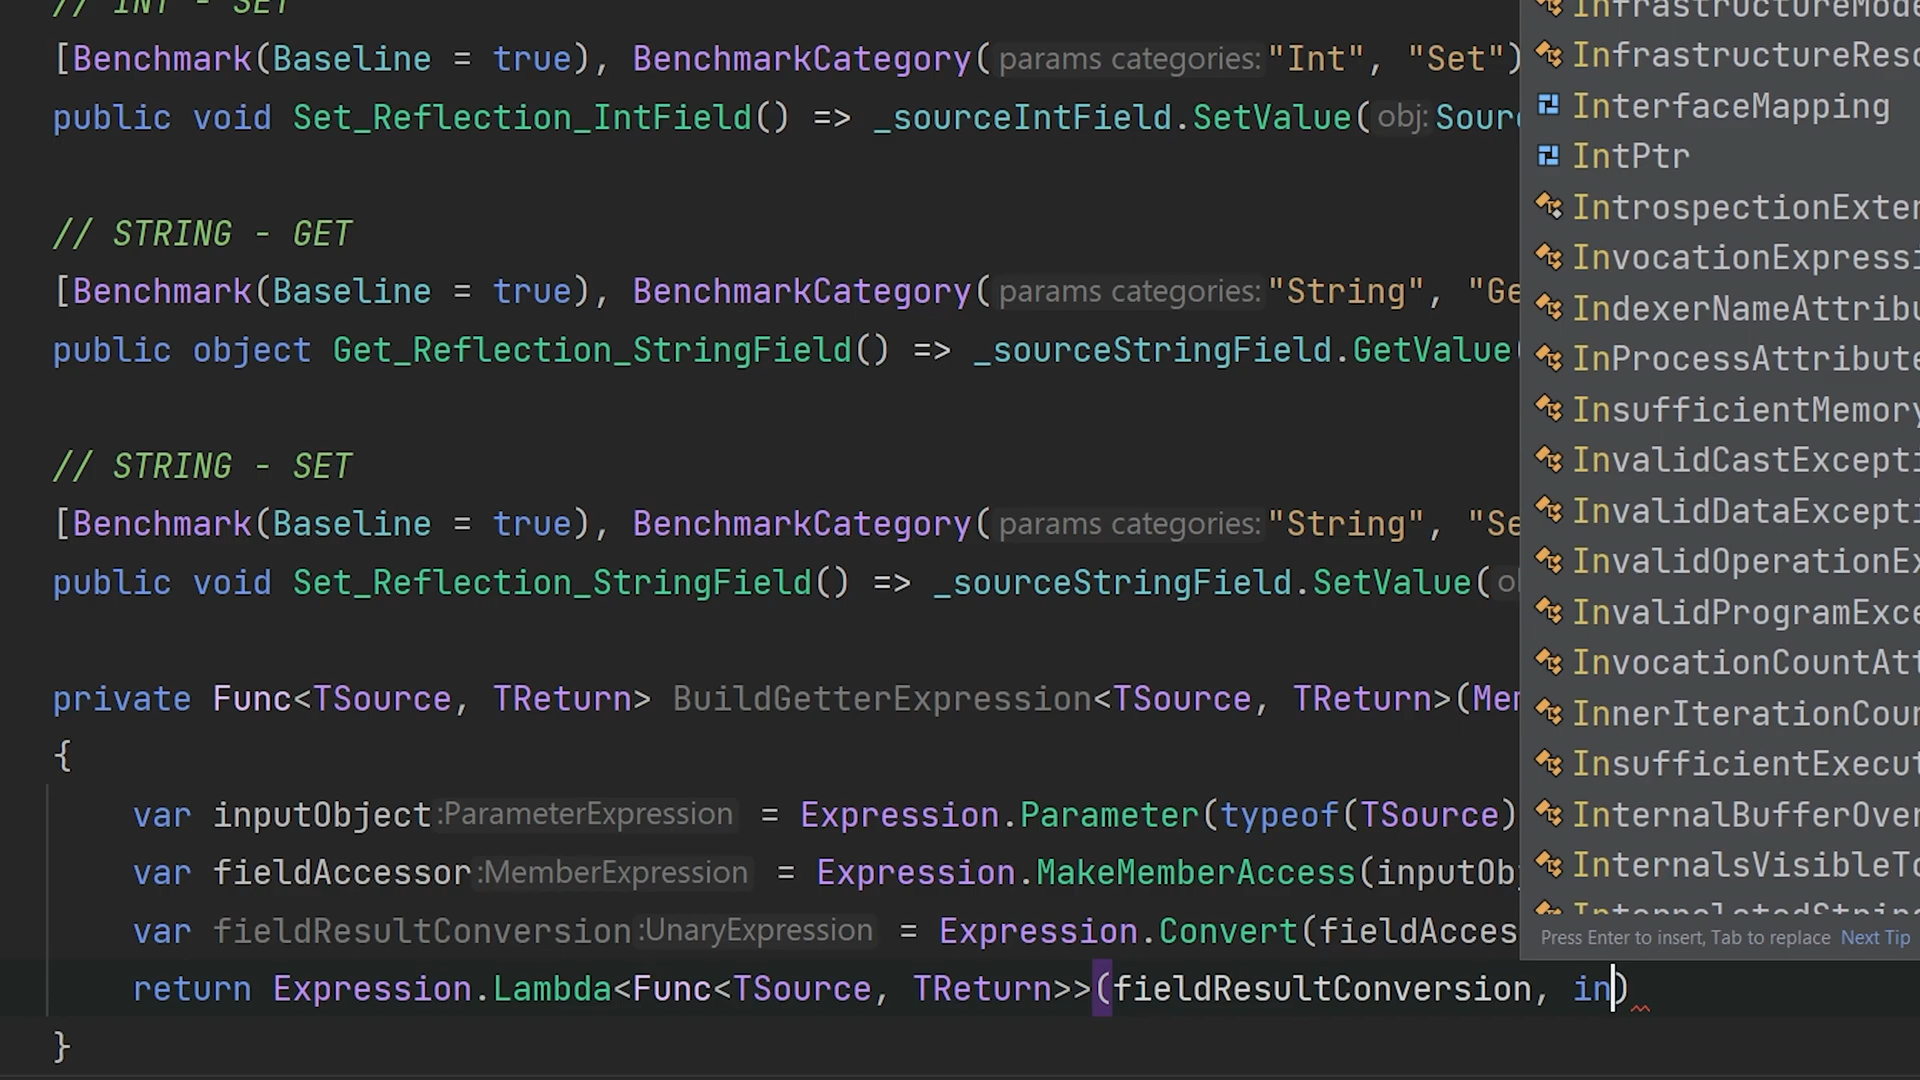 // INT - SET
[Benchmark(Baseline = true), BenchmarkCategory(params categories:"Int", "Set")
public void Set_Reflection_IntField() => _sourceIntField.SetValue(obj:Sour
// STRING - GET
[Benchmark(Baseline = true), BenchmarkCategory(params categories:"String", "Ge
public object Get_Reflection_StringField() => _sourceStringField.GetValue(
// STRING - SET
[Benchmark(Baseline = true), BenchmarkCategory(params categories:"String", "Se
public void Set_Reflection_StringField() => _sourceStringField.SetValue(ob
private Func<TSource, TReturn> BuildGetterExpression<TSource, TReturn>(Mem
{
var inputObject:ParameterExpression = Expression.Parameter(typeof(TSource)
var fieldAccessor:MemberExpression = Expression.MakeMemberAccess(inputObj
var fieldResultConversion:UnaryExpression = Expression.Convert(fieldAcces
return Expression.Lambda<Func<TSource, TReturn>>(fieldResultConversion, in)
}
InfrastructureMode
InfrastructureReso
InterfaceMapping
IntPtr
IntrospectionExten
InvocationExpressi
IndexerNameAttribu
InProcessAttribute
InsufficientMemory
InvalidCastExcepti
InvalidDataExcepti
InvalidOperationEx
InvalidProgramExce
InvocationCountAtt
InnerIterationCoun
InsufficientExecut
InternalBufferOver
InternalsVisibleTo
Press Enter to insert, Tab to replace Next Tip